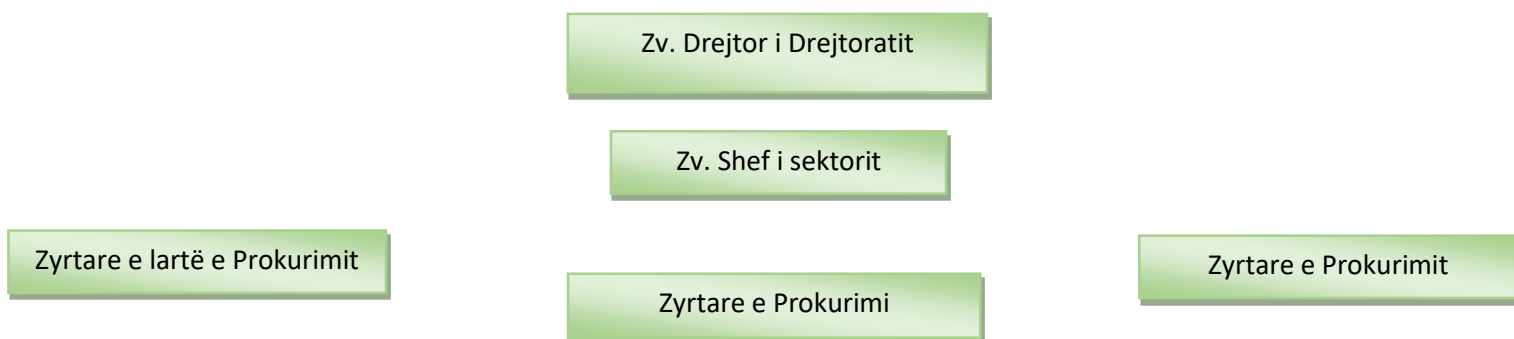 Zv. Drejtor i Drejtoratit
Zv. Shef i sektorit
Zyrtare e lartë e Prokurimit
Zyrtare e Prokurimi
Zyrtare e Prokurimit